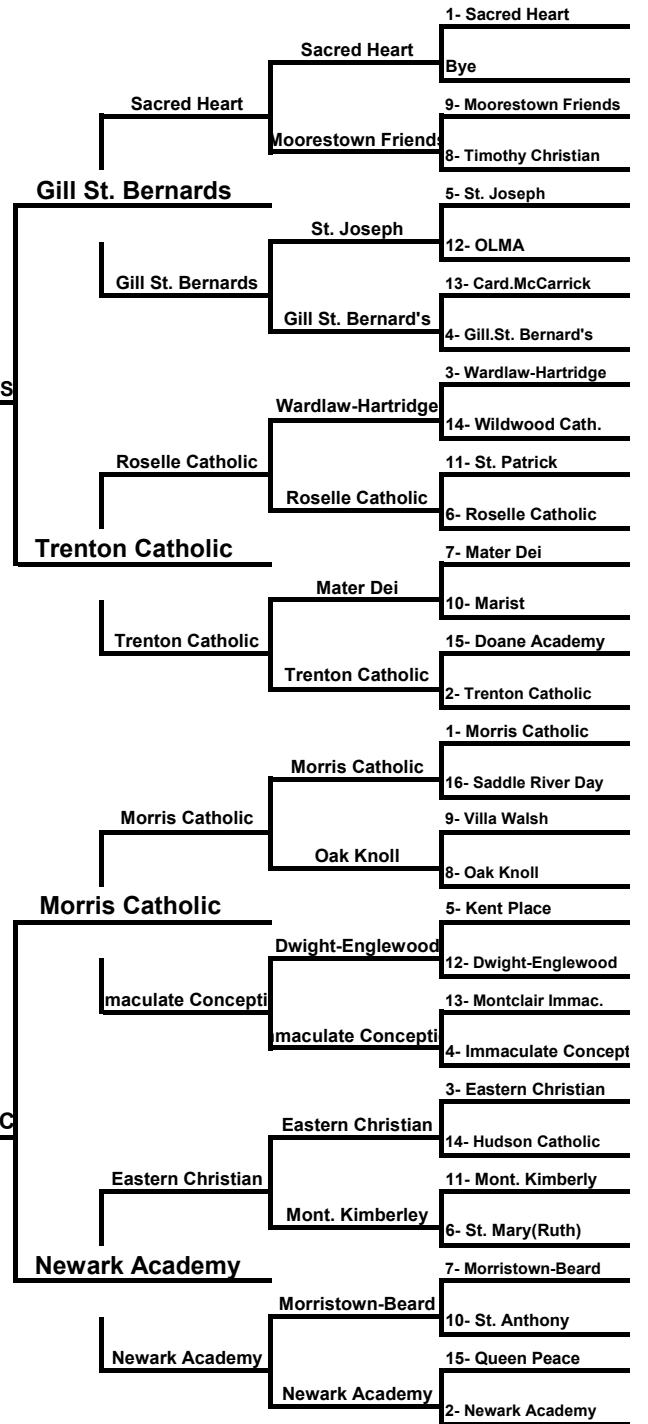 1- Sacred Heart
Sacred Heart
Bye
Sacred Heart
9- Moorestown Friends
Moorestown Friends
8- Timothy Christian
Gill St. Bernards
5- St. Joseph
St. Joseph
12- OLMA
Gill St. Bernards
13- Card.McCarrick
Gill St. Bernard's
4- Gill.St. Bernard's
3- Wardlaw-Hartridge
S
Wardlaw-Hartridge
14- Wildwood Cath.
Roselle Catholic
11- St. Patrick
Roselle Catholic
6- Roselle Catholic
Trenton Catholic
7- Mater Dei
Mater Dei
10- Marist
Trenton Catholic
15- Doane Academy
Trenton Catholic
2- Trenton Catholic
1- Morris Catholic
Morris Catholic
16- Saddle River Day
Morris Catholic
9- Villa Walsh
Oak Knoll
8- Oak Knoll
Morris Catholic
5- Kent Place
Dwight-Englewood
12- Dwight-Englewood
maculate Concepti
13- Montclair Immac.
maculate Concepti
4- Immaculate Concept
3- Eastern Christian
C
Eastern Christian
14- Hudson Catholic
Eastern Christian
11- Mont. Kimberly
Mont. Kimberley
6- St. Mary(Ruth)
Newark Academy
7- Morristown-Beard
Morristown-Beard
10- St. Anthony
Newark Academy
15- Queen Peace
Newark Academy
2- Newark Academy